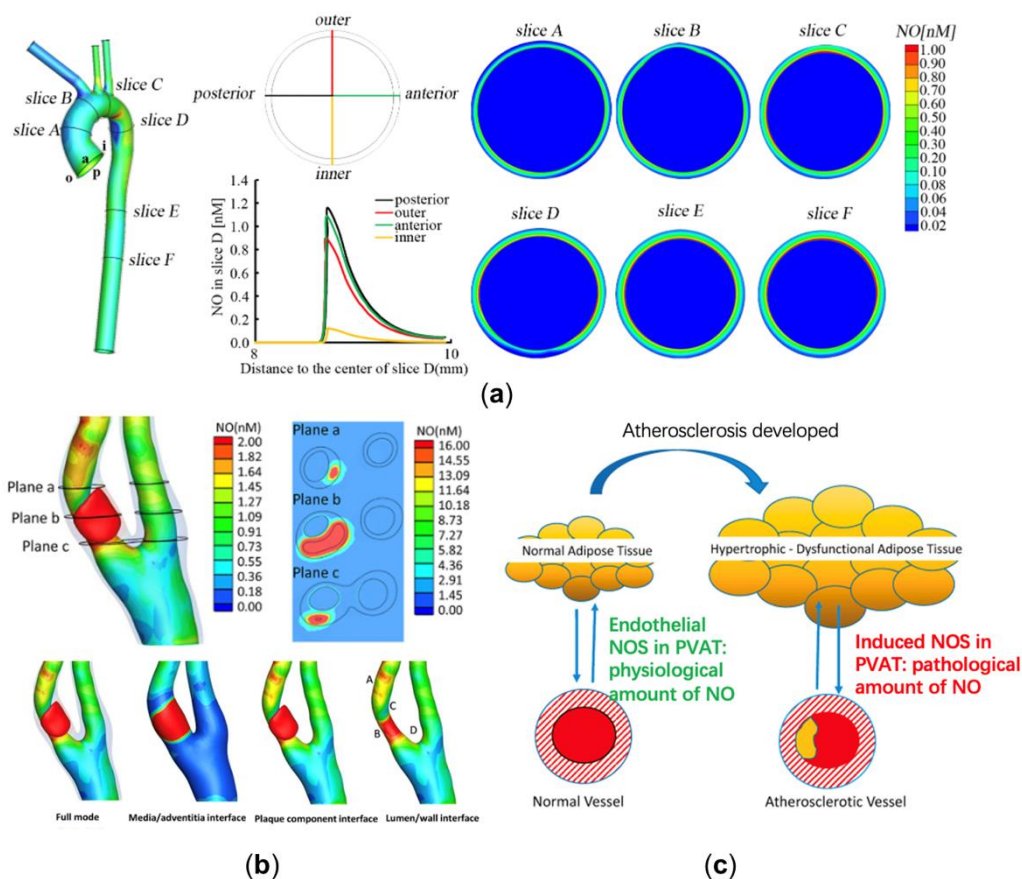 slice C
slice B
slice A
slice D
i
a
o
p
slice E
slice F
outer
posterior
anterior
inner
1.4
1.2
1.0
0.8
0.6
0.4
0.2
0.0
NO in slice D [nM]
posterior
outer
anterior
inner
8
10
Distance to the center of slice D(mm)
slice A
slice B
slice C
slice D
slice E
slice F
NO[nM]
1.00
0.90
0.80
0.70
0.60
0.50
0.40
0.30
0.20
0.10
0.08
0.06
0.04
0.02
(a)
Plane a
Plane b
Plane c
NO(nM)
2.00
1.82
1.64
1.45
1.27
1.09
0.91
0.73
0.55
0.36
0.18
0.00
Plane a
Plane b
Plane c
NO(nM)
16.00
14.55
13.09
11.64
10.18
8.73
7.27
5.82
4.36
2.91
1.45
0.00
A
C
B
D
Full mode
Media/adventitia interface
Plaque component interface
Lumen/wall interface
(b)
Atherosclerosis developed
Normal Adipose Tissue
Hypertrophic - Dysfunctional Adipose Tissue
Endothelial
NOS in PVAT:
physiological
amount of NO
Induced NOS in
PVAT: pathological
amount of NO
Normal Vessel
Atherosclerotic Vessel
(c)